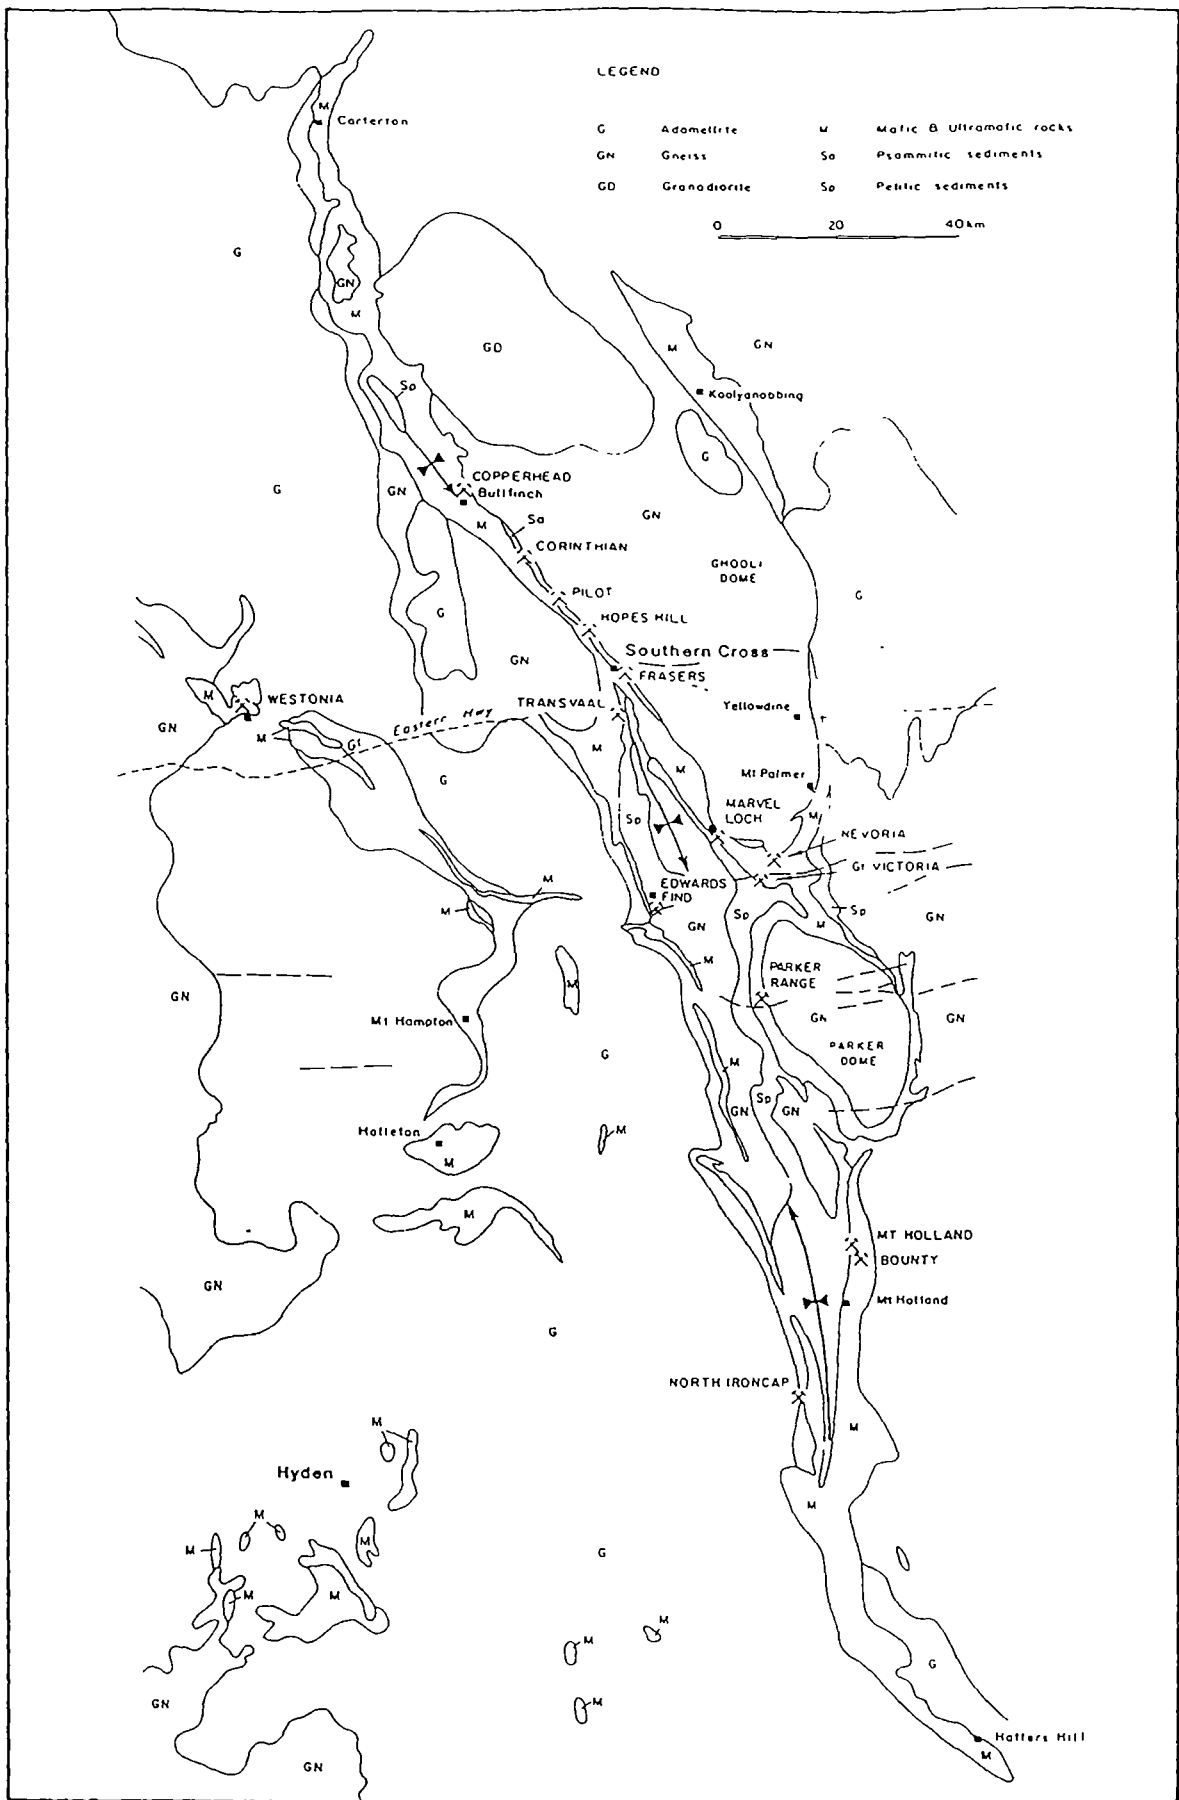 LEGEND
G Adamellite M Mafic & Ultramafic rocks
GN Gneiss Sa Psammitic sediments
GD Granodiorite Sp Pelitic sediments
0 20 40 km
M
Carterton
G
GN
M
GD
M
GN
Sp
Koolyanobbing
G
COPPERHEAD
Bullfinch
G
GN
M
Sa
GN
CORINTHIAN
GHOOLI
DOME
PILOT
G
G
HOPES HILL
Southern Cross
GN
FRASERS
M
WESTONIA
TRANSVAAL
Yellowdine
GN
M
G1
Eastern Hwy
M
G
M
Mt Palmer
MARVEL
LOCH
M
Sp
NEVORIA
Gt VICTORIA
EDWARDS
FIND
M
M
Sp
Sp
GN
GN
M
M
PARKER
RANGE
GN
M
GN
GN
Mt Hampton
PARKER
DOME
G
M
Sp
GN
GN
Holleton
M
M
M
MT HOLLAND
BOUNTY
GN
Mt Holland
G
NORTH IRONCAP
M
M
Hyden
M
M
M
M
G
M
M
M
M
G
GN
M
Hatters Hill
M
GN